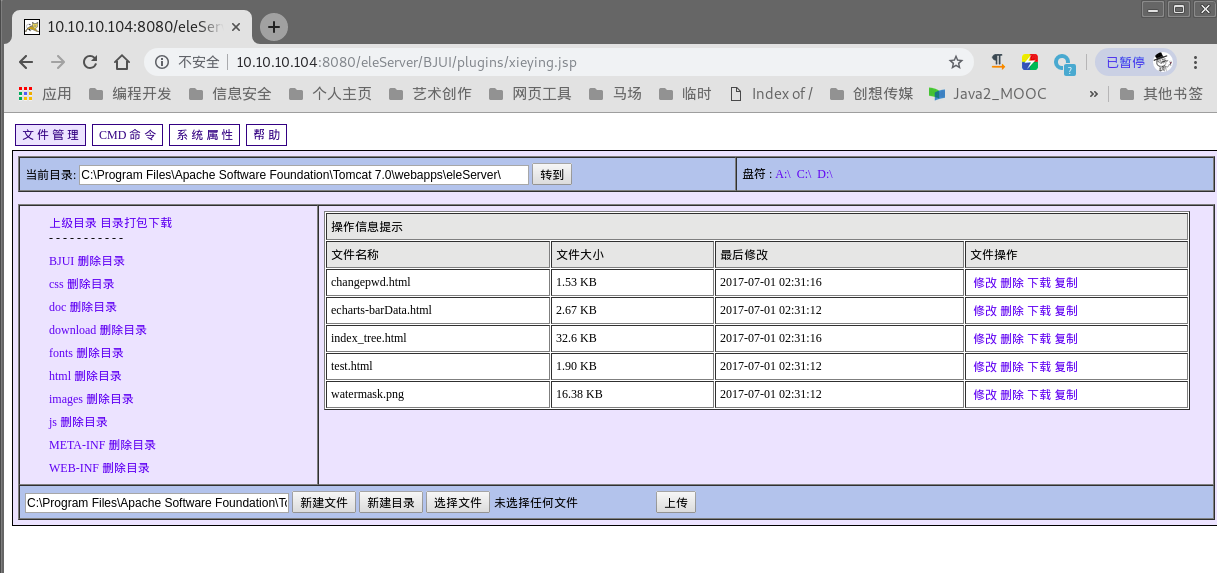 10.10.10.104:8080/eleSer
不安全 10.10.10.104:8080/eleServer/BJUI/plugins/xieying.jsp 已暂停
应用 编程开发 信息安全 个人主页 艺术创作 网页工具 马场 临时 Index of / 创想传媒 Java2_MOOC » 其他书签
文件管理 CMD 命令 系统属性 帮助
当前目录: C:\Program Files\Apache Software Foundation\Tomcat 7.0\webapps\eleServer\ 转到 盘符 : A:\ C:\ D:\
上级目录 目录打包下载
- - - - - - - - - - -
BJUI 删除目录
css 删除目录
doc 删除目录
download 删除目录
fonts 删除目录
html 删除目录
images 删除目录
js 删除目录
META-INF 删除目录
WEB-INF 删除目录
操作信息提示
文件名称 文件大小 最后修改 文件操作
changepwd.html 1.53 KB 2017-07-01 02:31:16 修改 删除 下载 复制
echarts-barData.html 2.67 KB 2017-07-01 02:31:12 修改 删除 下载 复制
index_tree.html 32.6 KB 2017-07-01 02:31:16 修改 删除 下载 复制
test.html 1.90 KB 2017-07-01 02:31:12 修改 删除 下载 复制
watermask.png 16.38 KB 2017-07-01 02:31:12 修改 删除 下载 复制
C:\Program Files\Apache Software Foundation\To 新建文件 新建目录 选择文件 未选择任何文件 上传